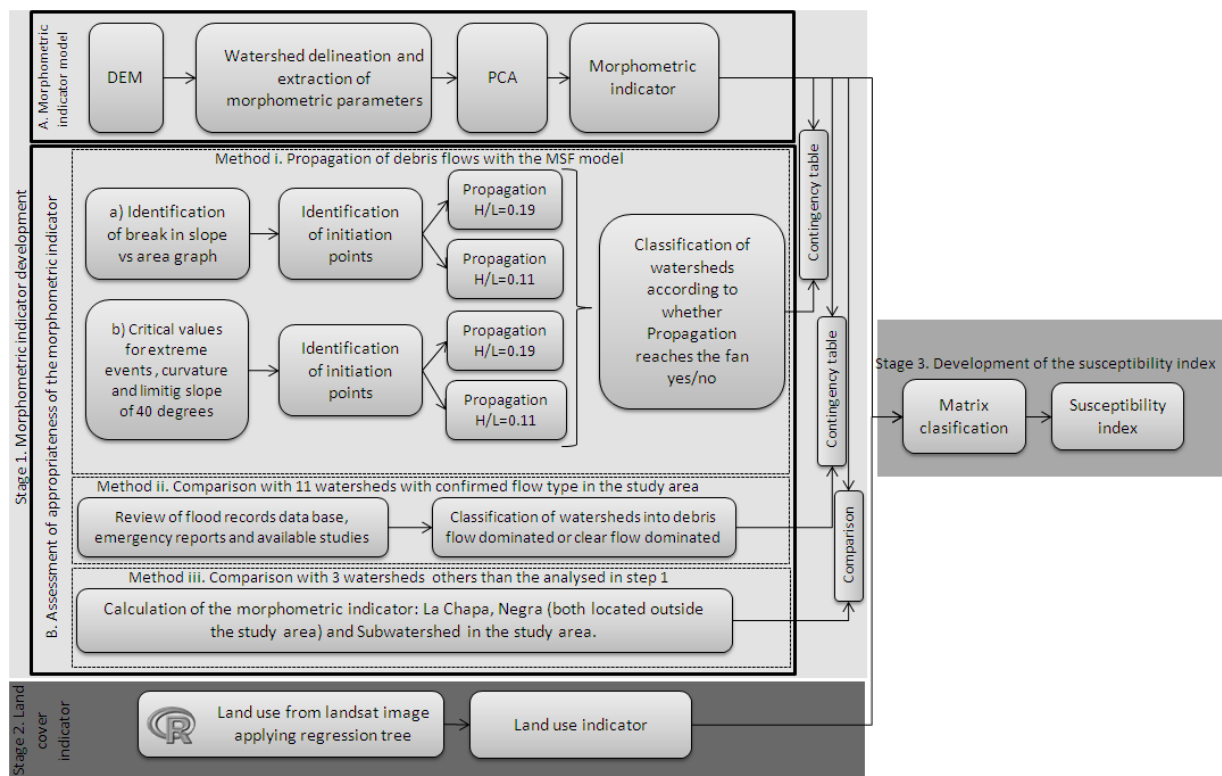 Stage 1. Morphometric indicator development
A. Morphometric
indicator model
DEM
Watershed delineation and
extraction of
morphometric parameters
PCA
Morphometric
indicator
B. Assessment of appropriateness of the morphometric indicator
Method i. Propagation of debris flows with the MSF model
a) Identification
of break in slope
vs area graph
Identification
of initiation
points
Propagation
H/L=0.19
Propagation
H/L=0.11
b) Critical values
for extreme
events, curvature
and limitig slope
of 40 degrees
Identification
of initiation
points
Propagation
H/L=0.19
Propagation
H/L=0.11
Classification of
watersheds
according to
whether
Propagation
reaches the fan
yes/no
Contingency table
Method ii. Comparison with 11 watersheds with confirmed flow type in the study area
Review of flood records data base,
emergency reports and available studies
Classification of watersheds into debris
flow dominated or clear flow dominated
Contingency table
Method iii. Comparison with 3 watersheds others than the analysed in step 1
Calculation of the morphometric indicator: La Chapa, Negra (both located outside
the study area) and Subwatershed in the study area.
Comparison
Stage 2. Land
cover
indicator
R
Land use from landsat image
applying regression tree
Land use indicator
Stage 3. Development of the susceptibility index
Matrix
clasification
Susceptibility
index